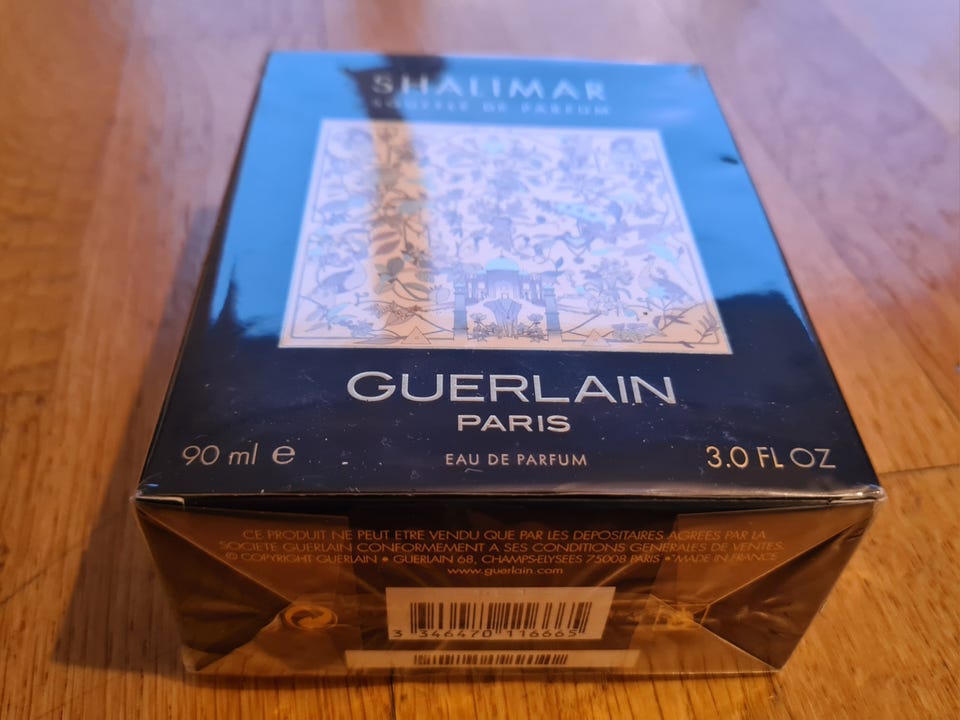 SHALIMAR
SOUFFLE DE PARFUM
GUERLAIN
PARIS
90 ml e
EAU DE PARFUM
3.0 FL OZ
CE PRODUIT NE PEUT ETRE VENDU QUE PAR LES DEPOSITAIRES AGREES PAR LA
SOCIETE GUERLAIN CONFORMEMENT A SES CONDITIONS GENERALES DE VENTES.
© COPYRIGHT GUERLAIN • GUERLAIN 68, CHAMPS-ELYSEES 75008 PARIS • MADE IN FRANCE
www.guerlain.com
3 346470 116665